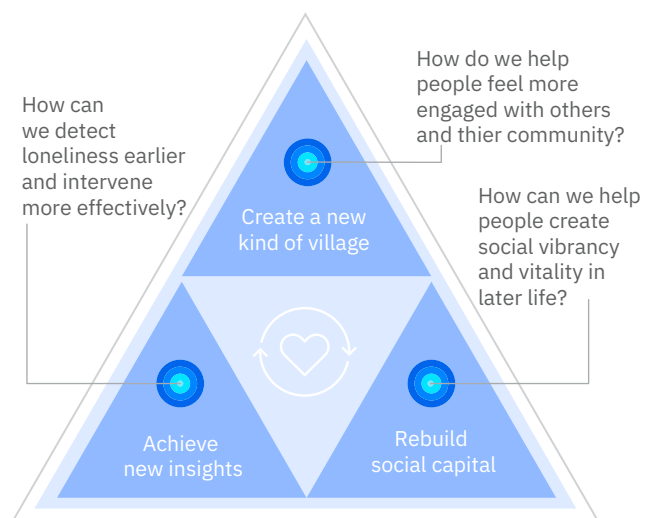 How do we help
people feel more
engaged with others
and thier community?
How can
we detect
loneliness earlier
and intervene
more effectively?
How can we help
people create
social vibrancy
and vitality in
later life?
Create a new
kind of village
Achieve
new insights
Rebuild
social capital